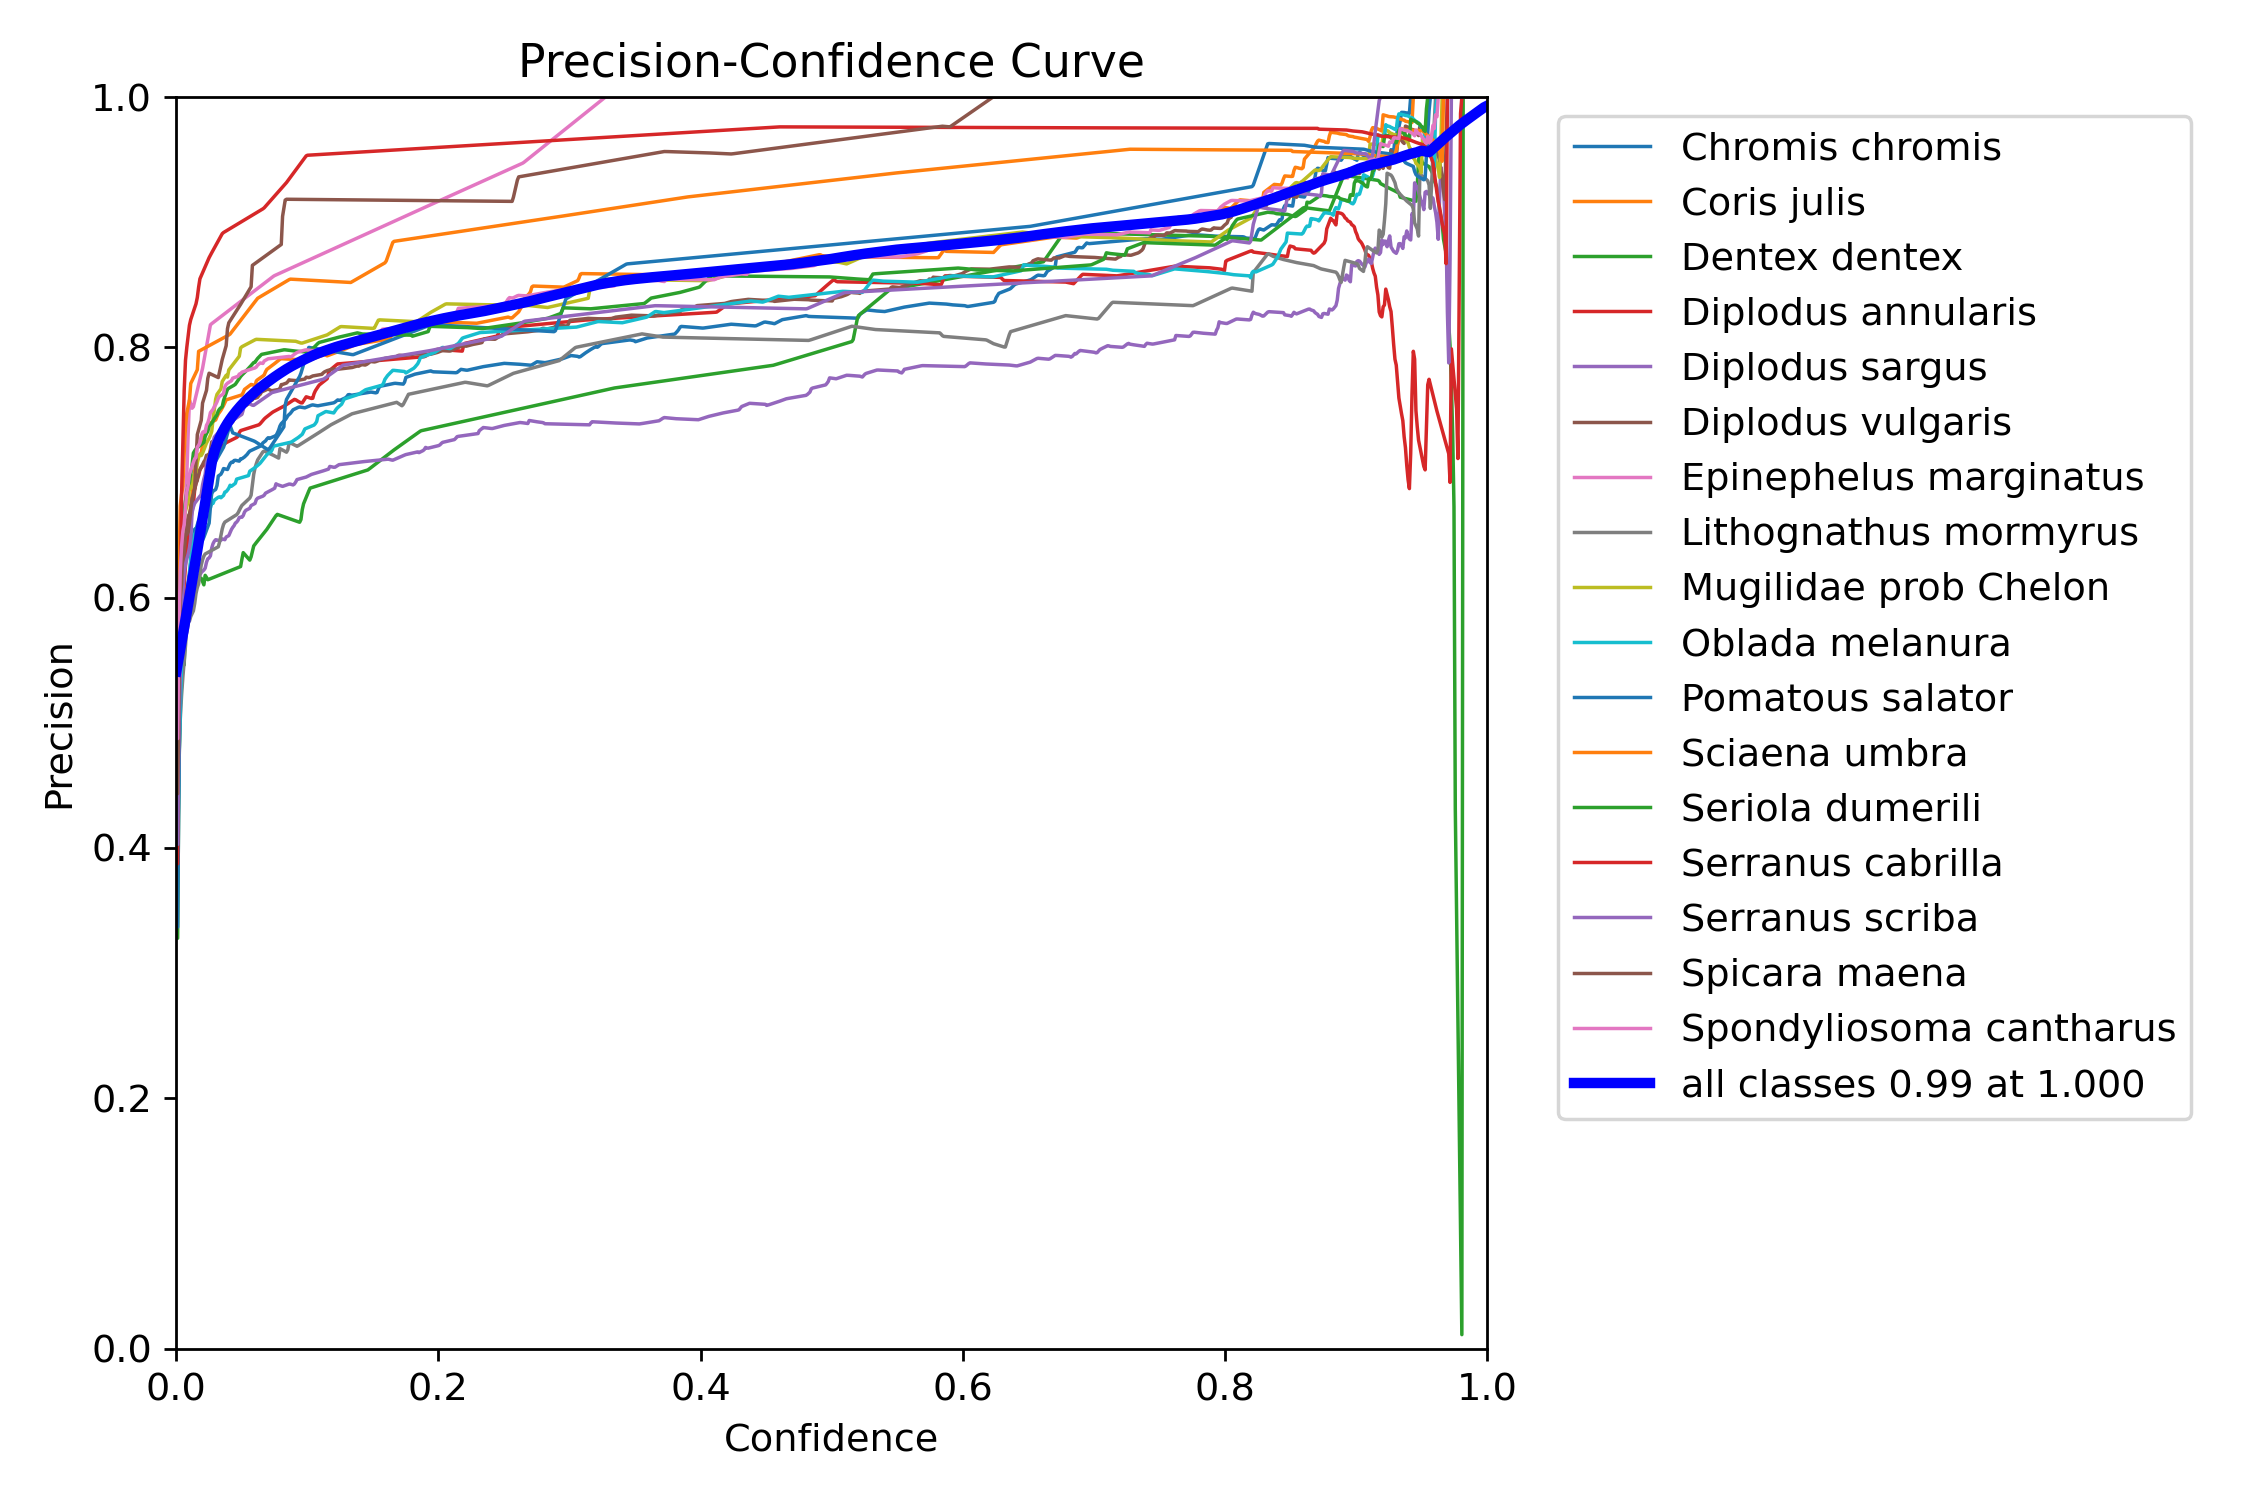 Precision-Confidence Curve
1.0
0.8
0.6
0.4
0.2
0.0
Precision
0.0 0.2 0.4 0.6 0.8 1.0
Confidence
Chromis chromis
Coris julis
Dentex dentex
Diplodus annularis
Diplodus sargus
Diplodus vulgaris
Epinephelus marginatus
Lithognathus mormyrus
Mugilidae prob Chelon
Oblada melanura
Pomatous salator
Sciaena umbra
Seriola dumerili
Serranus cabrilla
Serranus scriba
Spicara maena
Spondyliosoma cantharus
all classes 0.99 at 1.000